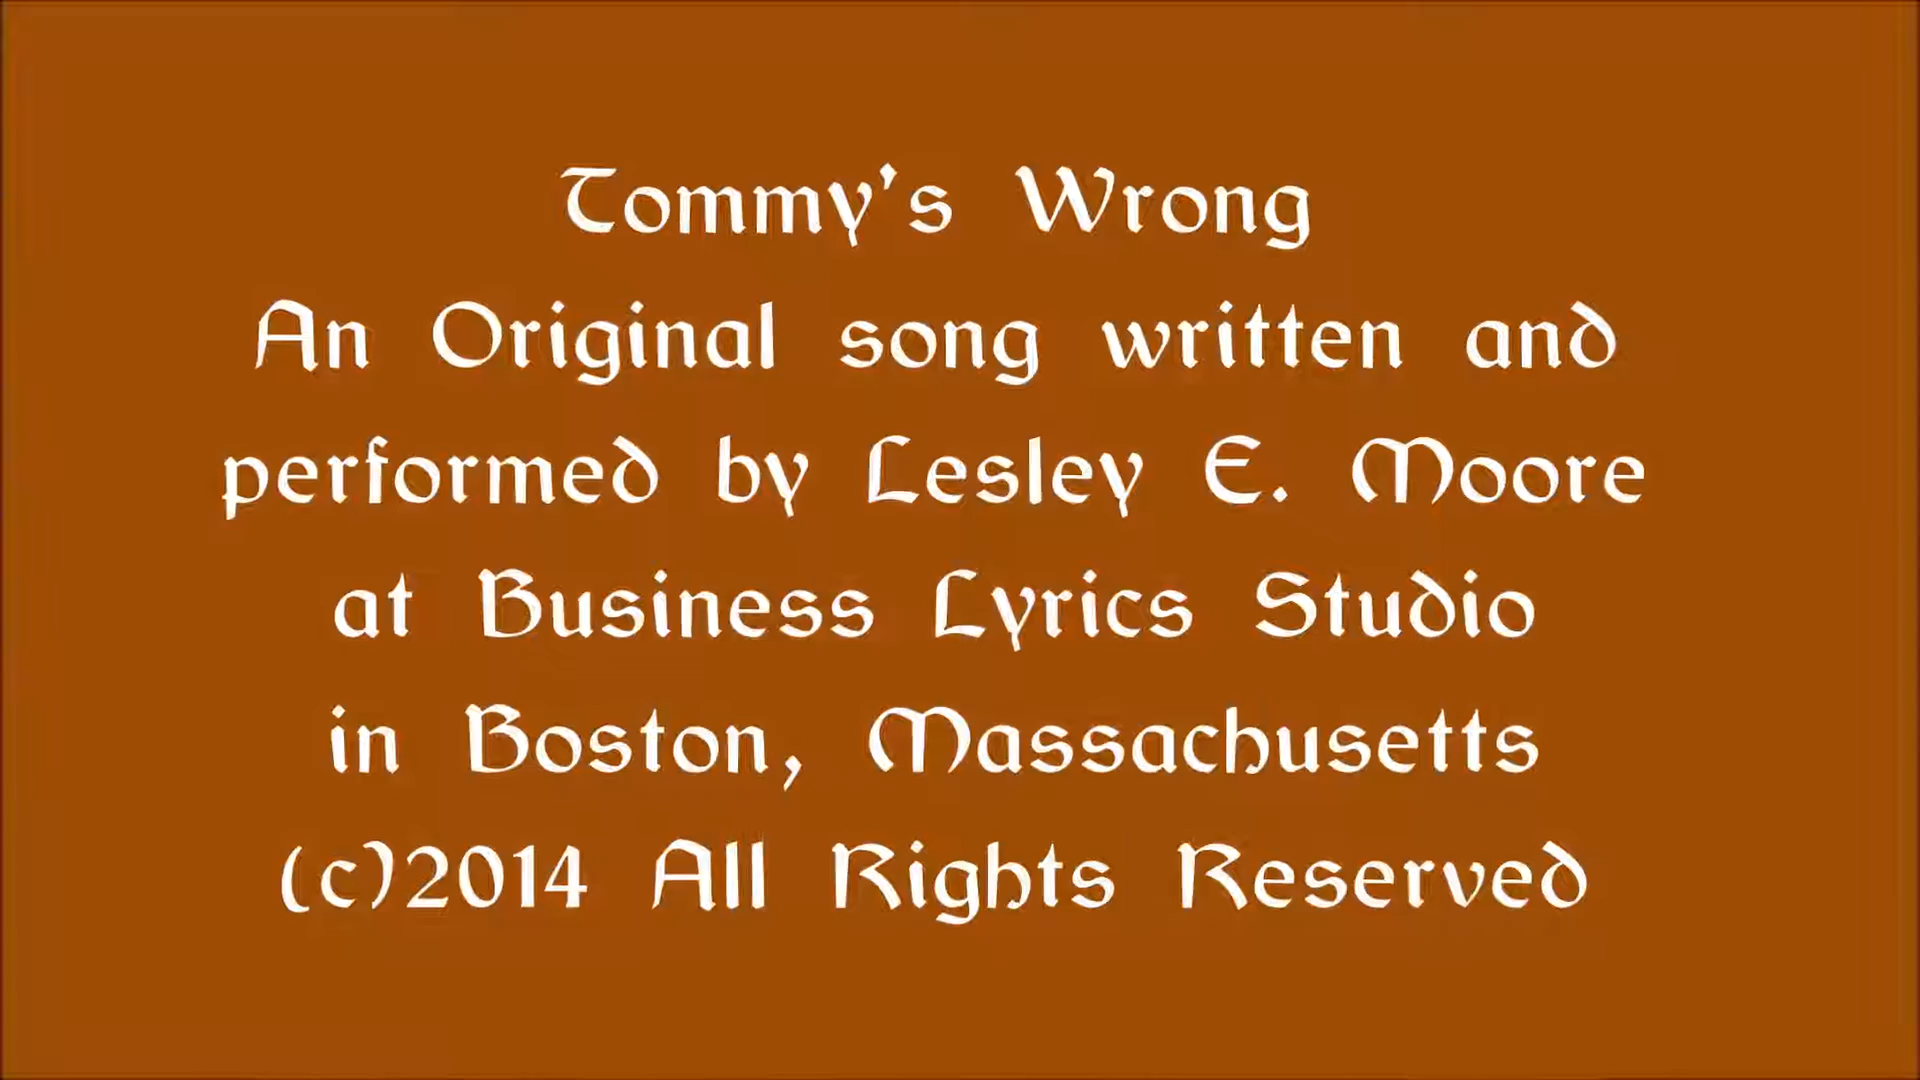 Tommy's Wrong
An Original song written and
performed by Lesley E. Moore
at Business Lyrics Studio
in Boston, Massachusetts
(c)2014 All Rights Reserved